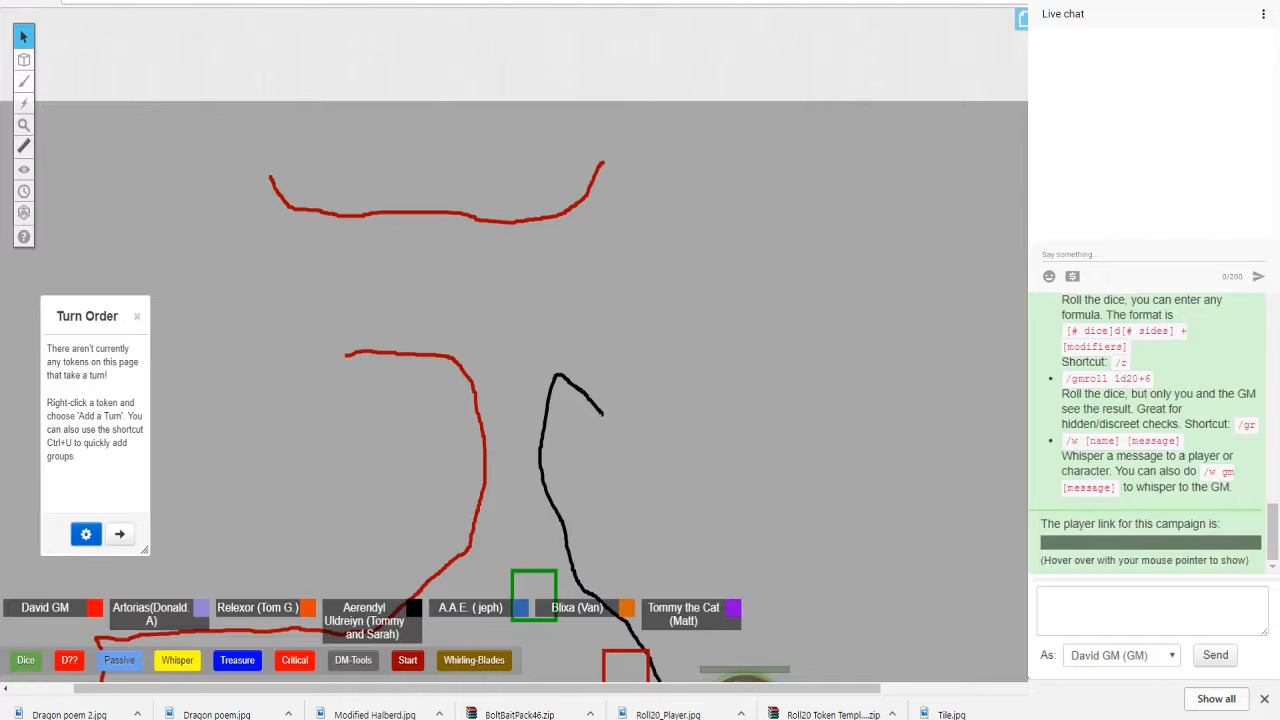 Live chat
Say something...
0/200
Turn Order
×
There aren't currently
any tokens on this page
that take a turn!
Right-click a token and
choose 'Add a Turn'. You
can also use the shortcut
Ctrl+U to quickly add
groups.
Roll the dice, you can enter any
formula. The format is
[# dice]d[# sides] +
[modifiers]
Shortcut: /r
• /gmroll 1d20+6
Roll the dice, but only you and the GM
see the result. Great for
hidden/discreet checks. Shortcut: /gr
• /w [name] [message]
Whisper a message to a player or
character. You can also do /w gm
[message] to whisper to the GM.
The player link for this campaign is:
(Hover over with your mouse pointer to show)
David GM
Artorias(Donald.
A)
Relexor (Tom G.)
Aerendyl
Uldreiyn (Tommy
and Sarah)
A.A.E. ( jeph)
Blixa (Van)
Tommy the Cat
(Matt)
Dice
D??
Passive
Whisper
Treasure
Critical
DM-Tools
Start
Whirling-Blades
As:
David GM (GM)
Send
Dragon poem 2.jpg
Dragon poem.jpg
Modified Halberd.jpg
BoltBaitPack46.zip
Roll20_Player.jpg
Roll20 Token Templ....zip
Tile.jpg
Show all